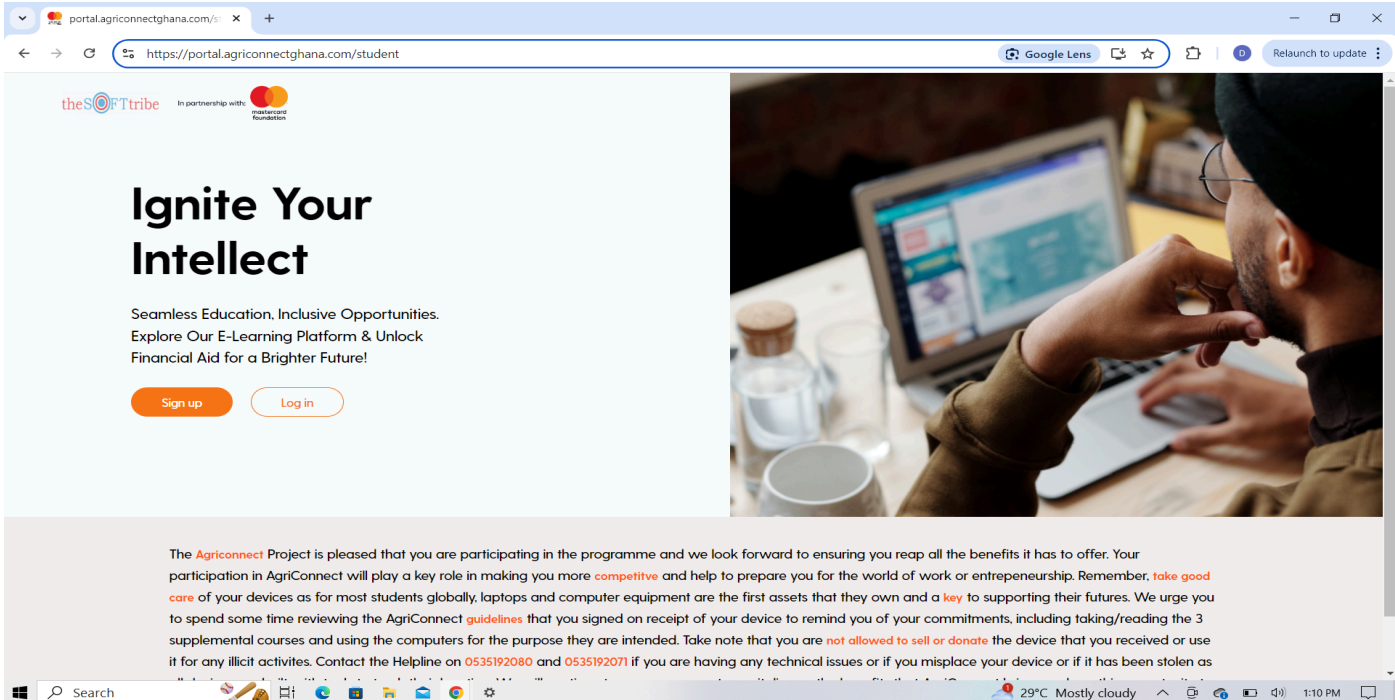 portal.agriconnectghana.com/st
https://portal.agriconnectghana.com/student
Google Lens
D
Relaunch to update
theSOFTtribe
In partnership with:
mastercard
foundation
Ignite Your
Intellect
Seamless Education, Inclusive Opportunities.
Explore Our E-Learning Platform & Unlock
Financial Aid for a Brighter Future!
Sign up
Log in
The Agriconnect Project is pleased that you are participating in the programme and we look forward to ensuring you reap all the benefits it has to offer. Your
participation in AgriConnect will play a key role in making you more competitve and help to prepare you for the world of work or entrepeneurship. Remember, take good
care of your devices as for most students globally, laptops and computer equipment are the first assets that they own and a key to supporting their futures. We urge you
to spend some time reviewing the AgriConnect guidelines that you signed on receipt of your device to remind you of your commitments, including taking/reading the 3
supplemental courses and using the computers for the purpose they are intended. Take note that you are not allowed to sell or donate the device that you received or use
it for any illicit activites. Contact the Helpline on 0535192080 and 0535192071 if you are having any technical issues or if you misplace your device or if it has been stolen as
Search
1
29°C Mostly cloudy
1:10 PM